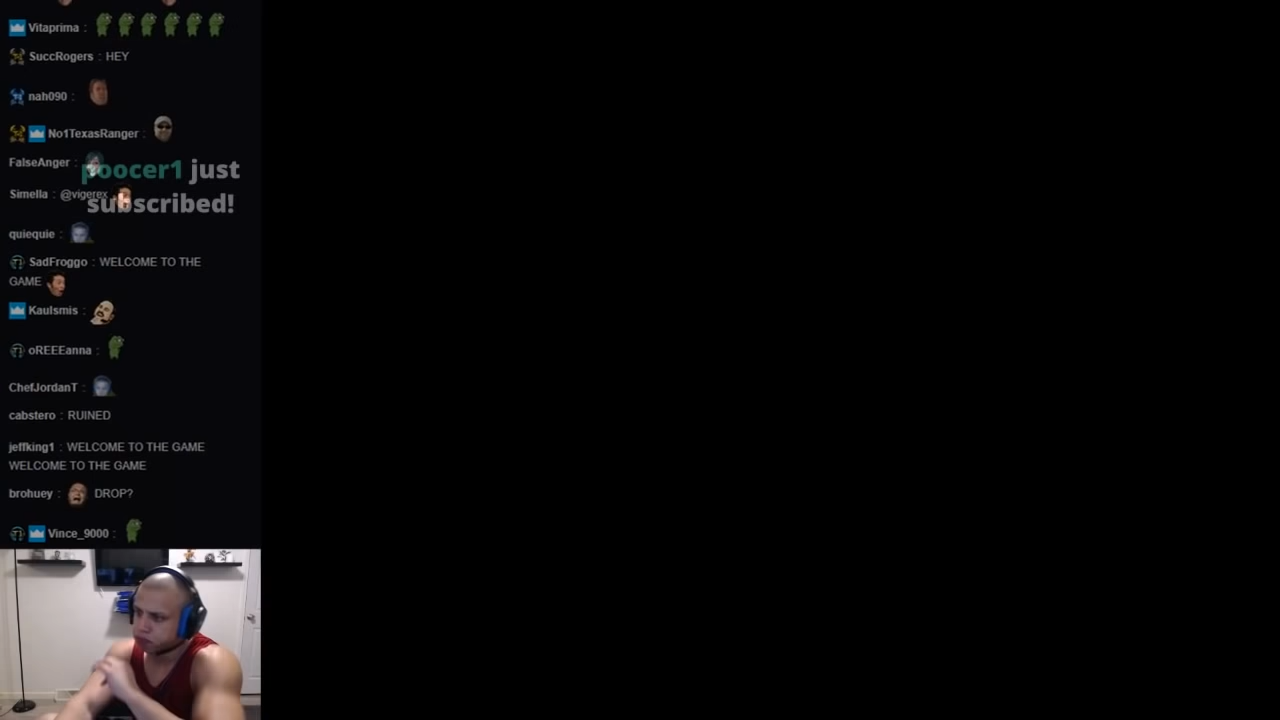 Vitaprima :
SuccRogers : HEY
nah090 :
No1TexasRanger :
FalseAnger :
poocer1 just
subscribed!
Simella : @vigerex
quiequie :
SadFroggo : WELCOME TO THE
GAME
Kaulsmis :
oREEEanna :
ChefJordanT :
cabstero : RUINED
jeffking1 : WELCOME TO THE GAME
WELCOME TO THE GAME
brohuey : DROP?
Vince_9000 :